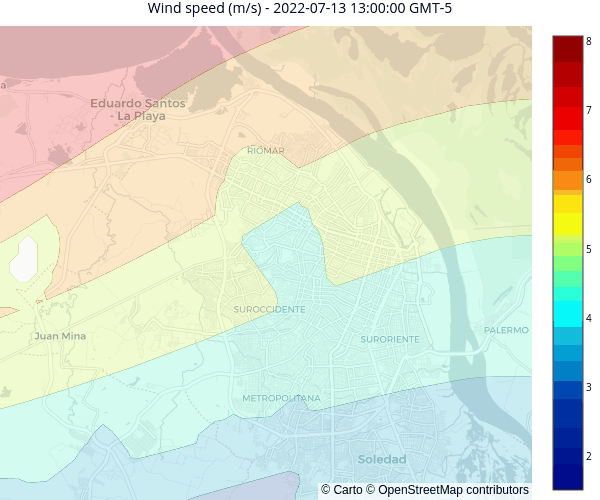 Wind speed (m/s) - 2022-07-13 13:00:00 GMT-5
8
a
Eduardo Santos
- La Playa
7
RIOMAR
6
5
SUROCCIDENTE
4
Juan Mina
SURORIENTE
PALERMO
3
METROPOLITANA
Soledad
2
© Carto © OpenStreetMap contributors